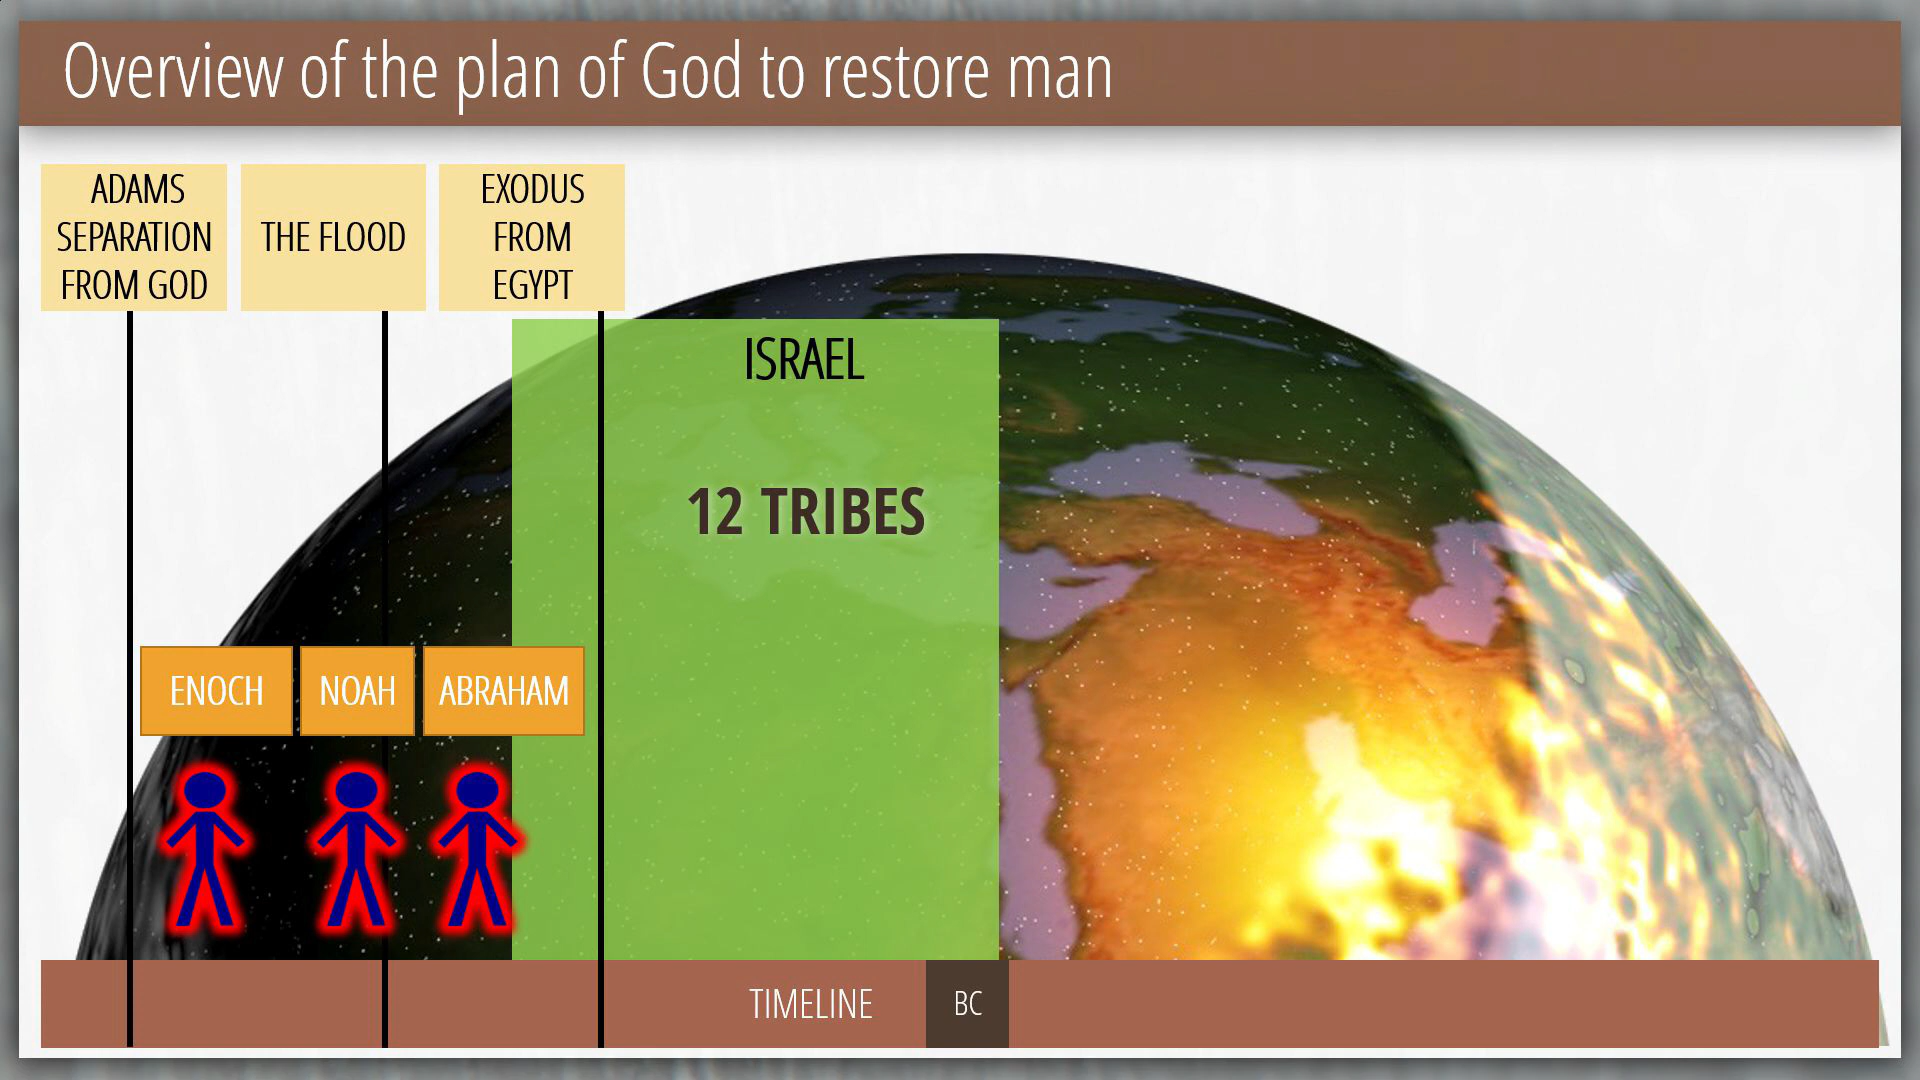 Overview of the plan of God to restore man
ADAMS
SEPARATION
FROM GOD
THE FLOOD
EXODUS
FROM
EGYPT
ISRAEL
12 TRIBES
ENOCH
NOAH
ABRAHAM
TIMELINE
BC